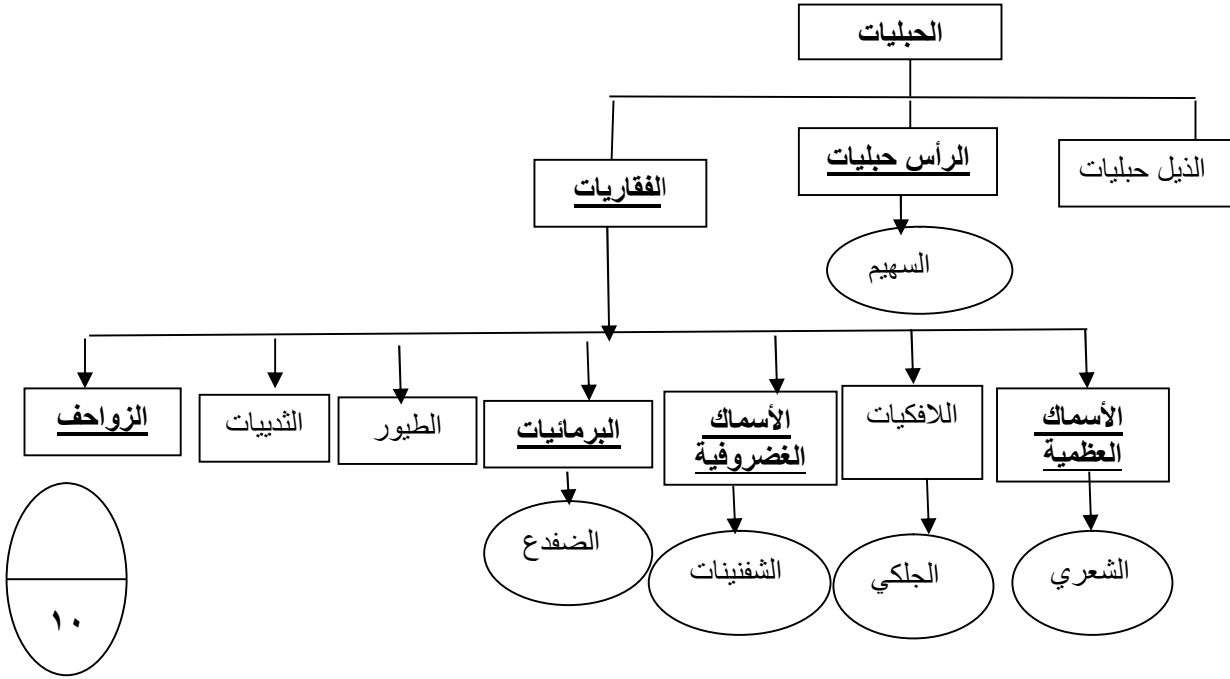 الحبليات
الذيل حبليات
الرأس حبليات
الفقاريات
السهيم
الأسماك
العظمية
اللافكيات
الأسماك
الغضروفية
البرمائيات
الطيور
الثدييات
الزواحف
الشعري
الجلكي
الشفنينات
الضفدع
١٠